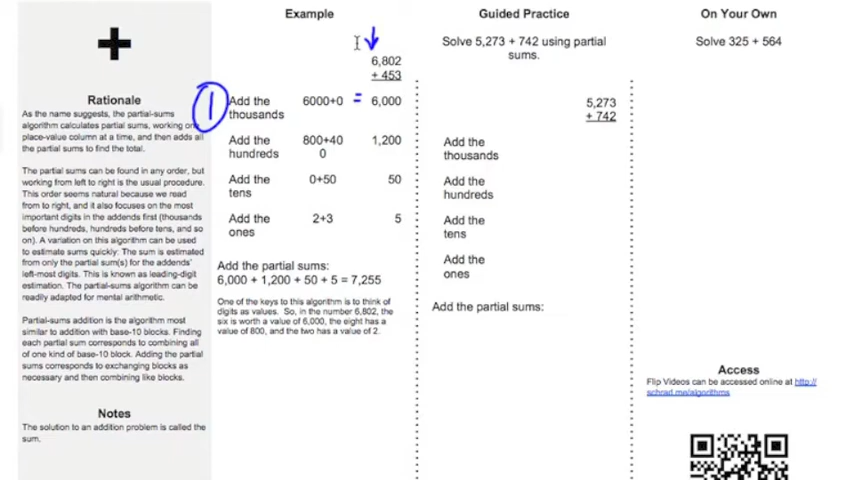 +
Rationale
As the name suggests, the partial-sums
algorithm calculates partial sums, working one
place-value column at a time, and then adds all
the partial sums to find the total.
The partial sums can be found in any order, but
working from left to right is the usual procedure.
This order seems natural because we read
from to right, and it also focuses on the most
important digits in the addends first (thousands
before hundreds, hundreds before tens, and so
on). A variation on this algorithm can be used
to estimate sums quickly: The sum is estimated
from only the partial sum(s) for the addends'
left-most digits. This is known as leading-digit
estimation. The partial-sums algorithm can be
readily adapted for mental arithmetic.
Partial-sums addition is the algorithm most
similar to addition with base-10 blocks. Finding
each partial sum corresponds to combining all
of one kind of base-10 block. Adding the partial
sums corresponds to exchanging blocks as
necessary and then combining like blocks.
Notes
The solution to an addition problem is called the
sum.
Example
6,802
+ 453
1 Add the 6000+0 = 6,000
thousands
Add the 800+40 1,200
hundreds 0
Add the 0+50 50
tens
Add the 2+3 5
ones
Add the partial sums:
6,000 + 1,200 + 50 + 5 = 7,255
One of the keys to this algorithm is to think of
digits as values. So, in the number 6,802, the
six is worth a value of 6,000, the eight has a
value of 800, and the two has a value of 2.
Guided Practice
Solve 5,273 + 742 using partial
sums.
5,273
+ 742
Add the
thousands
Add the
hundreds
Add the
tens
Add the
ones
Add the partial sums:
On Your Own
Solve 325 + 564
Access
Flip Videos can be accessed online at http://
schrad.me/algorithms